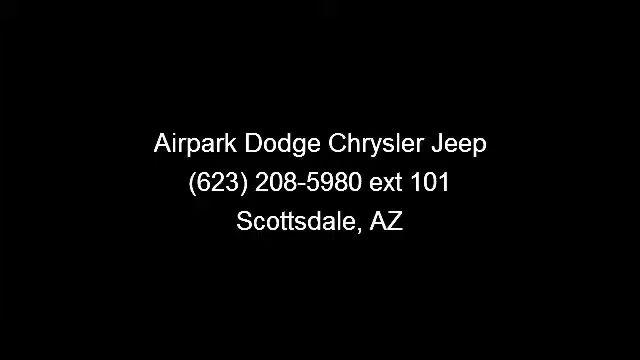 Airpark Dodge Chrysler Jeep
(623) 208-5980 ext 101
Scottsdale, AZ